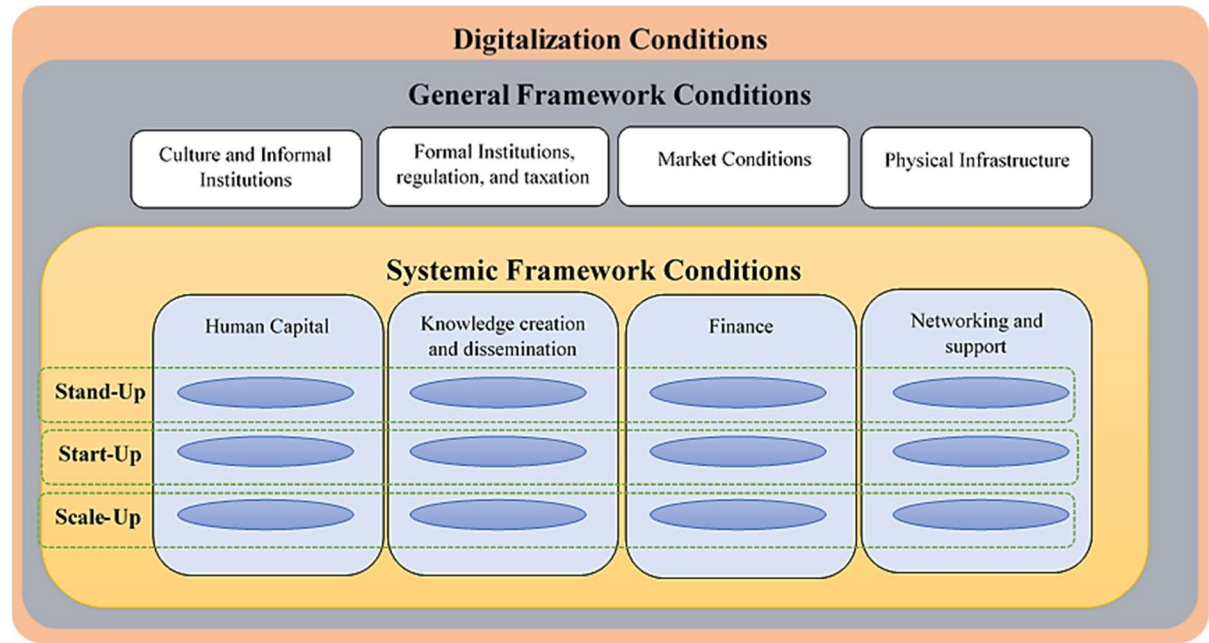 Digitalization Conditions
General Framework Conditions
Culture and Informal
Institutions
Formal Institutions,
regulation, and taxation
Market Conditions
Physical Infrastructure
Systemic Framework Conditions
Human Capital
Knowledge creation
and dissemination
Finance
Networking and
support
Stand-Up
Start-Up
Scale-Up